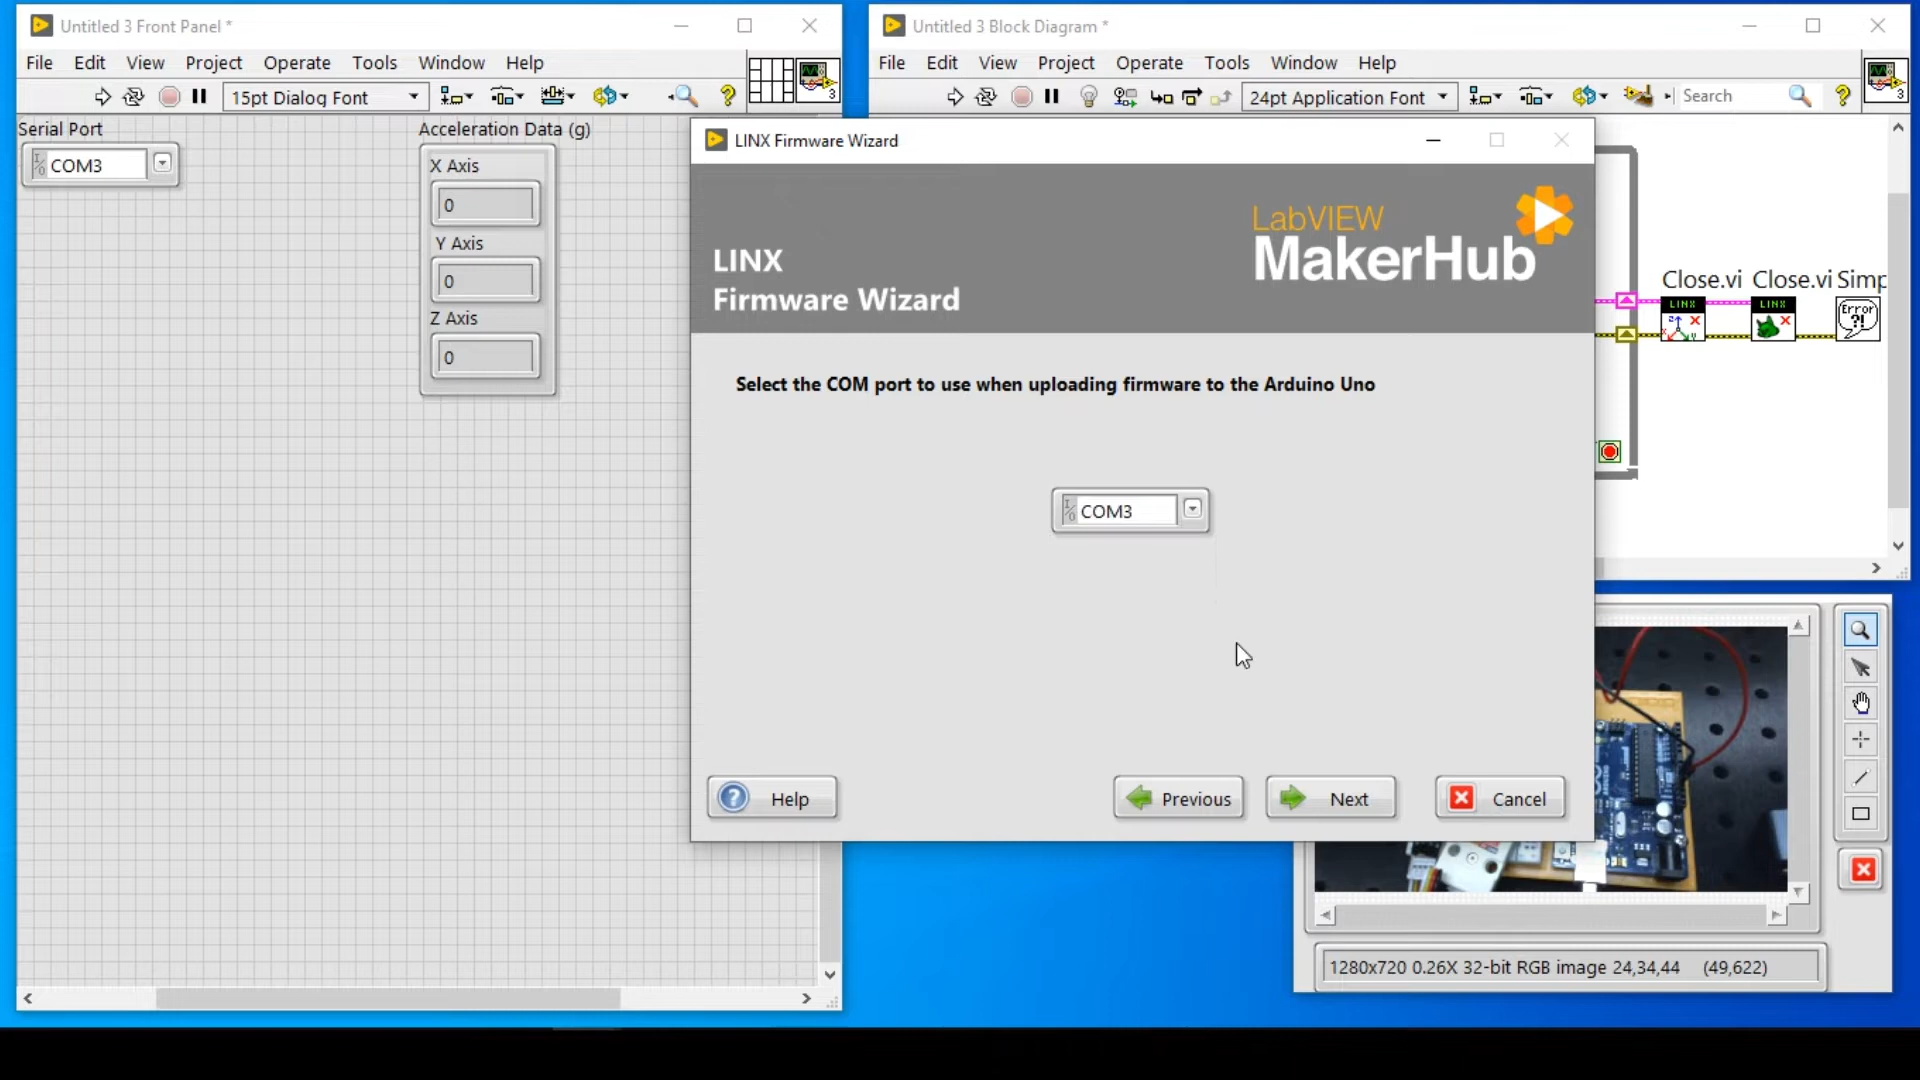 Untitled 3 Front Panel *
File Edit View Project Operate Tools Window Help
15pt Dialog Font
3
Serial Port
COM3
Acceleration Data (g)
X Axis
0
Y Axis
0
Z Axis
0
Untitled 3 Block Diagram *
File Edit View Project Operate Tools Window Help
24pt Application Font
Search
3
Close.vi Close.vi Simp
LINX LINX Error
?!
LINX Firmware Wizard
LabVIEW
MakerHub
LINX
Firmware Wizard
Select the COM port to use when uploading firmware to the Arduino Uno
COM3
Help Previous Next Cancel
1280x720 0.26X 32-bit RGB image 24,34,44 (49,622)